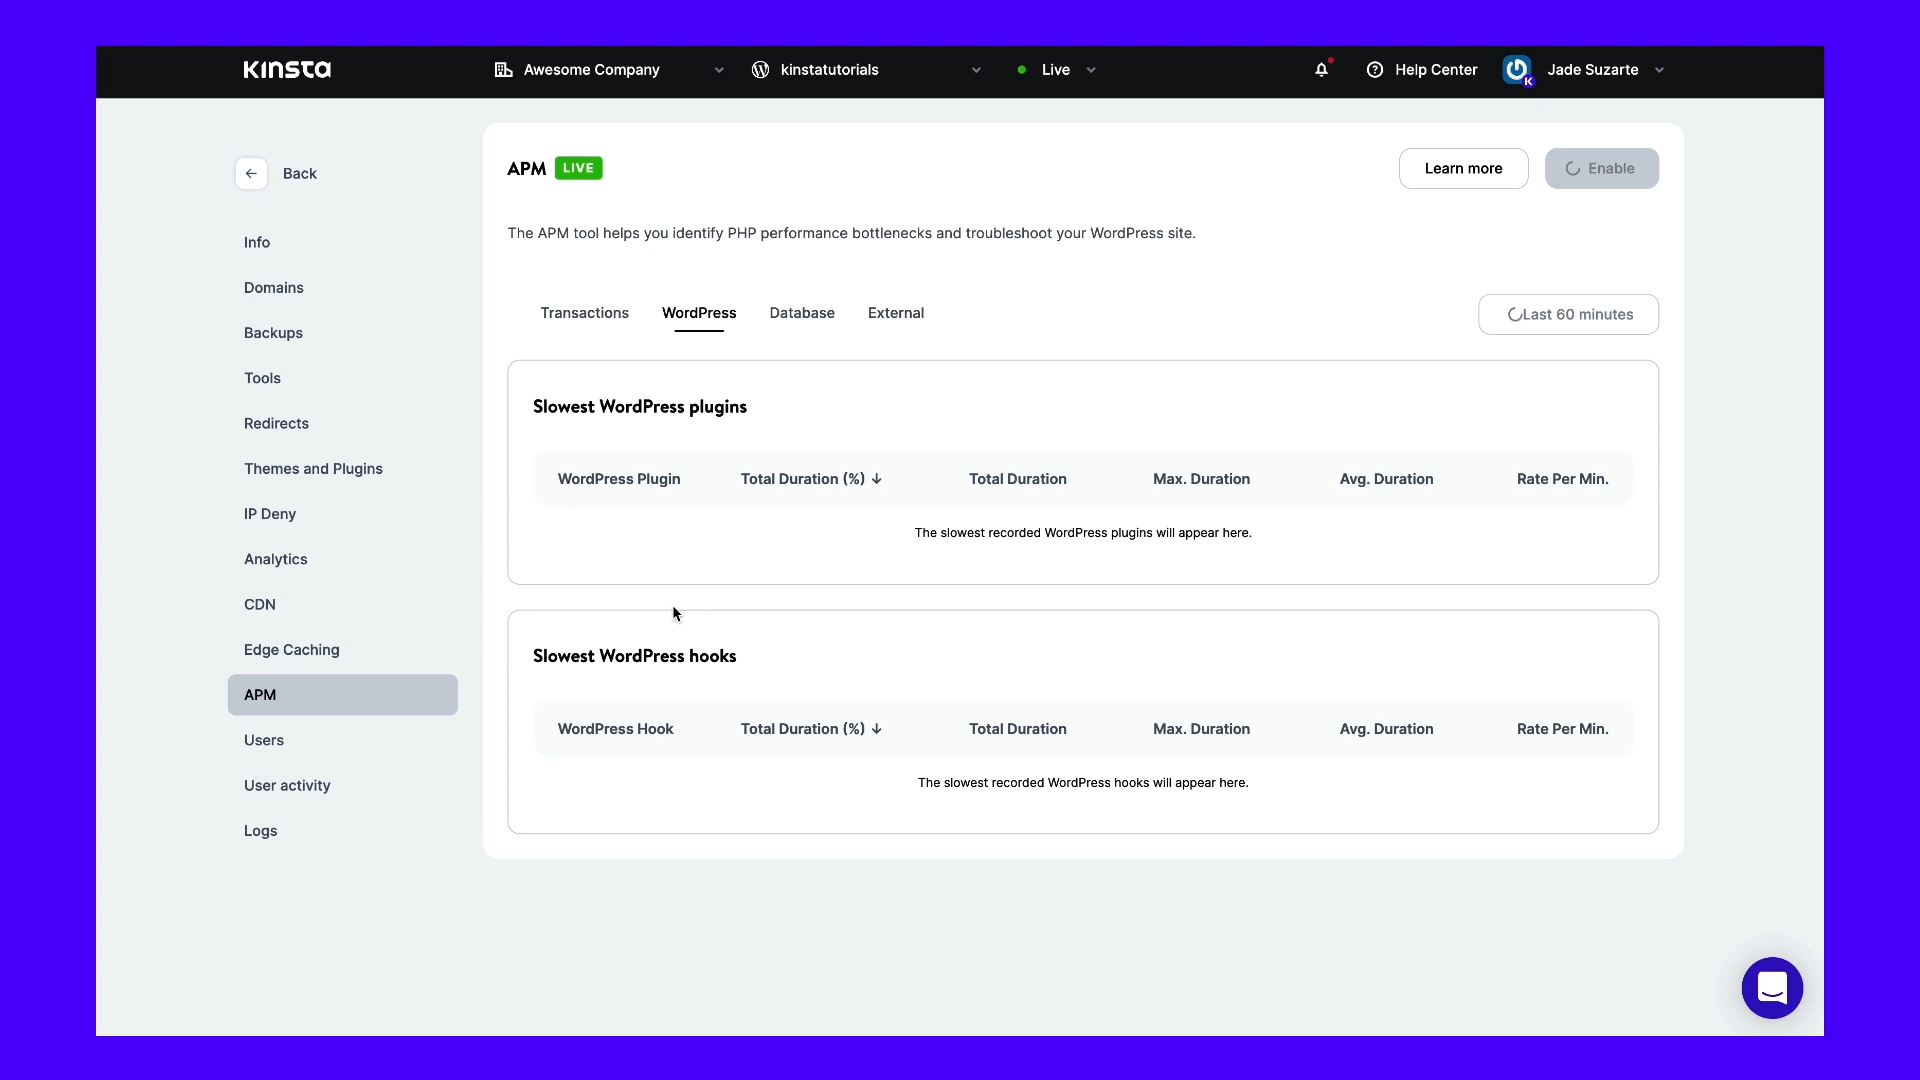 Kinsta
Awesome Company
kinstatutorials
Live
Help Center
Jade Suzarte
Back
Info
Domains
Backups
Tools
Redirects
Themes and Plugins
IP Deny
Analytics
CDN
Edge Caching
APM
Users
User activity
Logs
APM LIVE
Learn more
Enable
The APM tool helps you identify PHP performance bottlenecks and troubleshoot your WordPress site.
Transactions WordPress Database External
Last 60 minutes
Slowest WordPress plugins
WordPress Plugin Total Duration (%) ↓ Total Duration Max. Duration Avg. Duration Rate Per Min.
The slowest recorded WordPress plugins will appear here.
Slowest WordPress hooks
WordPress Hook Total Duration (%) ↓ Total Duration Max. Duration Avg. Duration Rate Per Min.
The slowest recorded WordPress hooks will appear here.